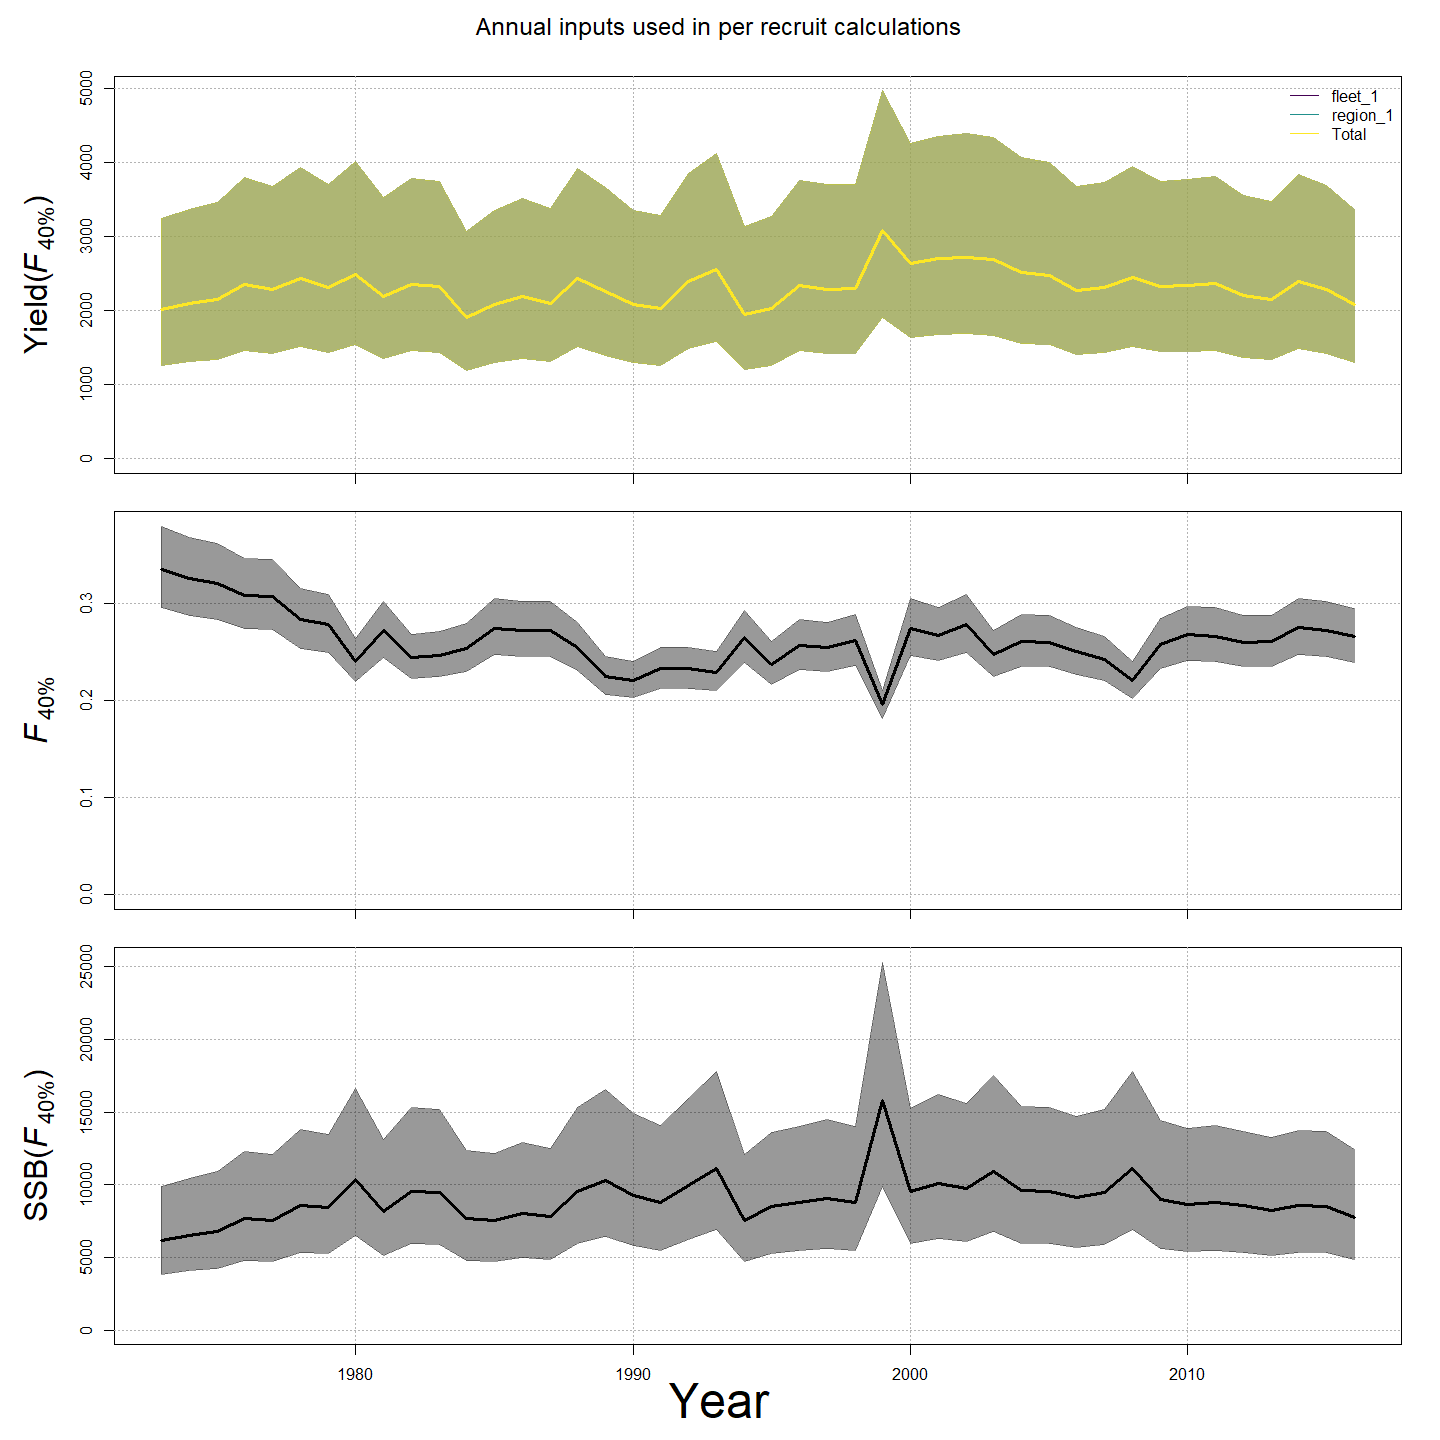 Annual inputs used in per recruit calculations
Yield(F40%)
5000
4000
3000
2000
1000
0
fleet_1
region_1
Total
F40%
0.3
0.2
0.1
0.0
SSB(F40%)
25000
20000
15000
10000
5000
0
1980 1990 2000 2010
Year